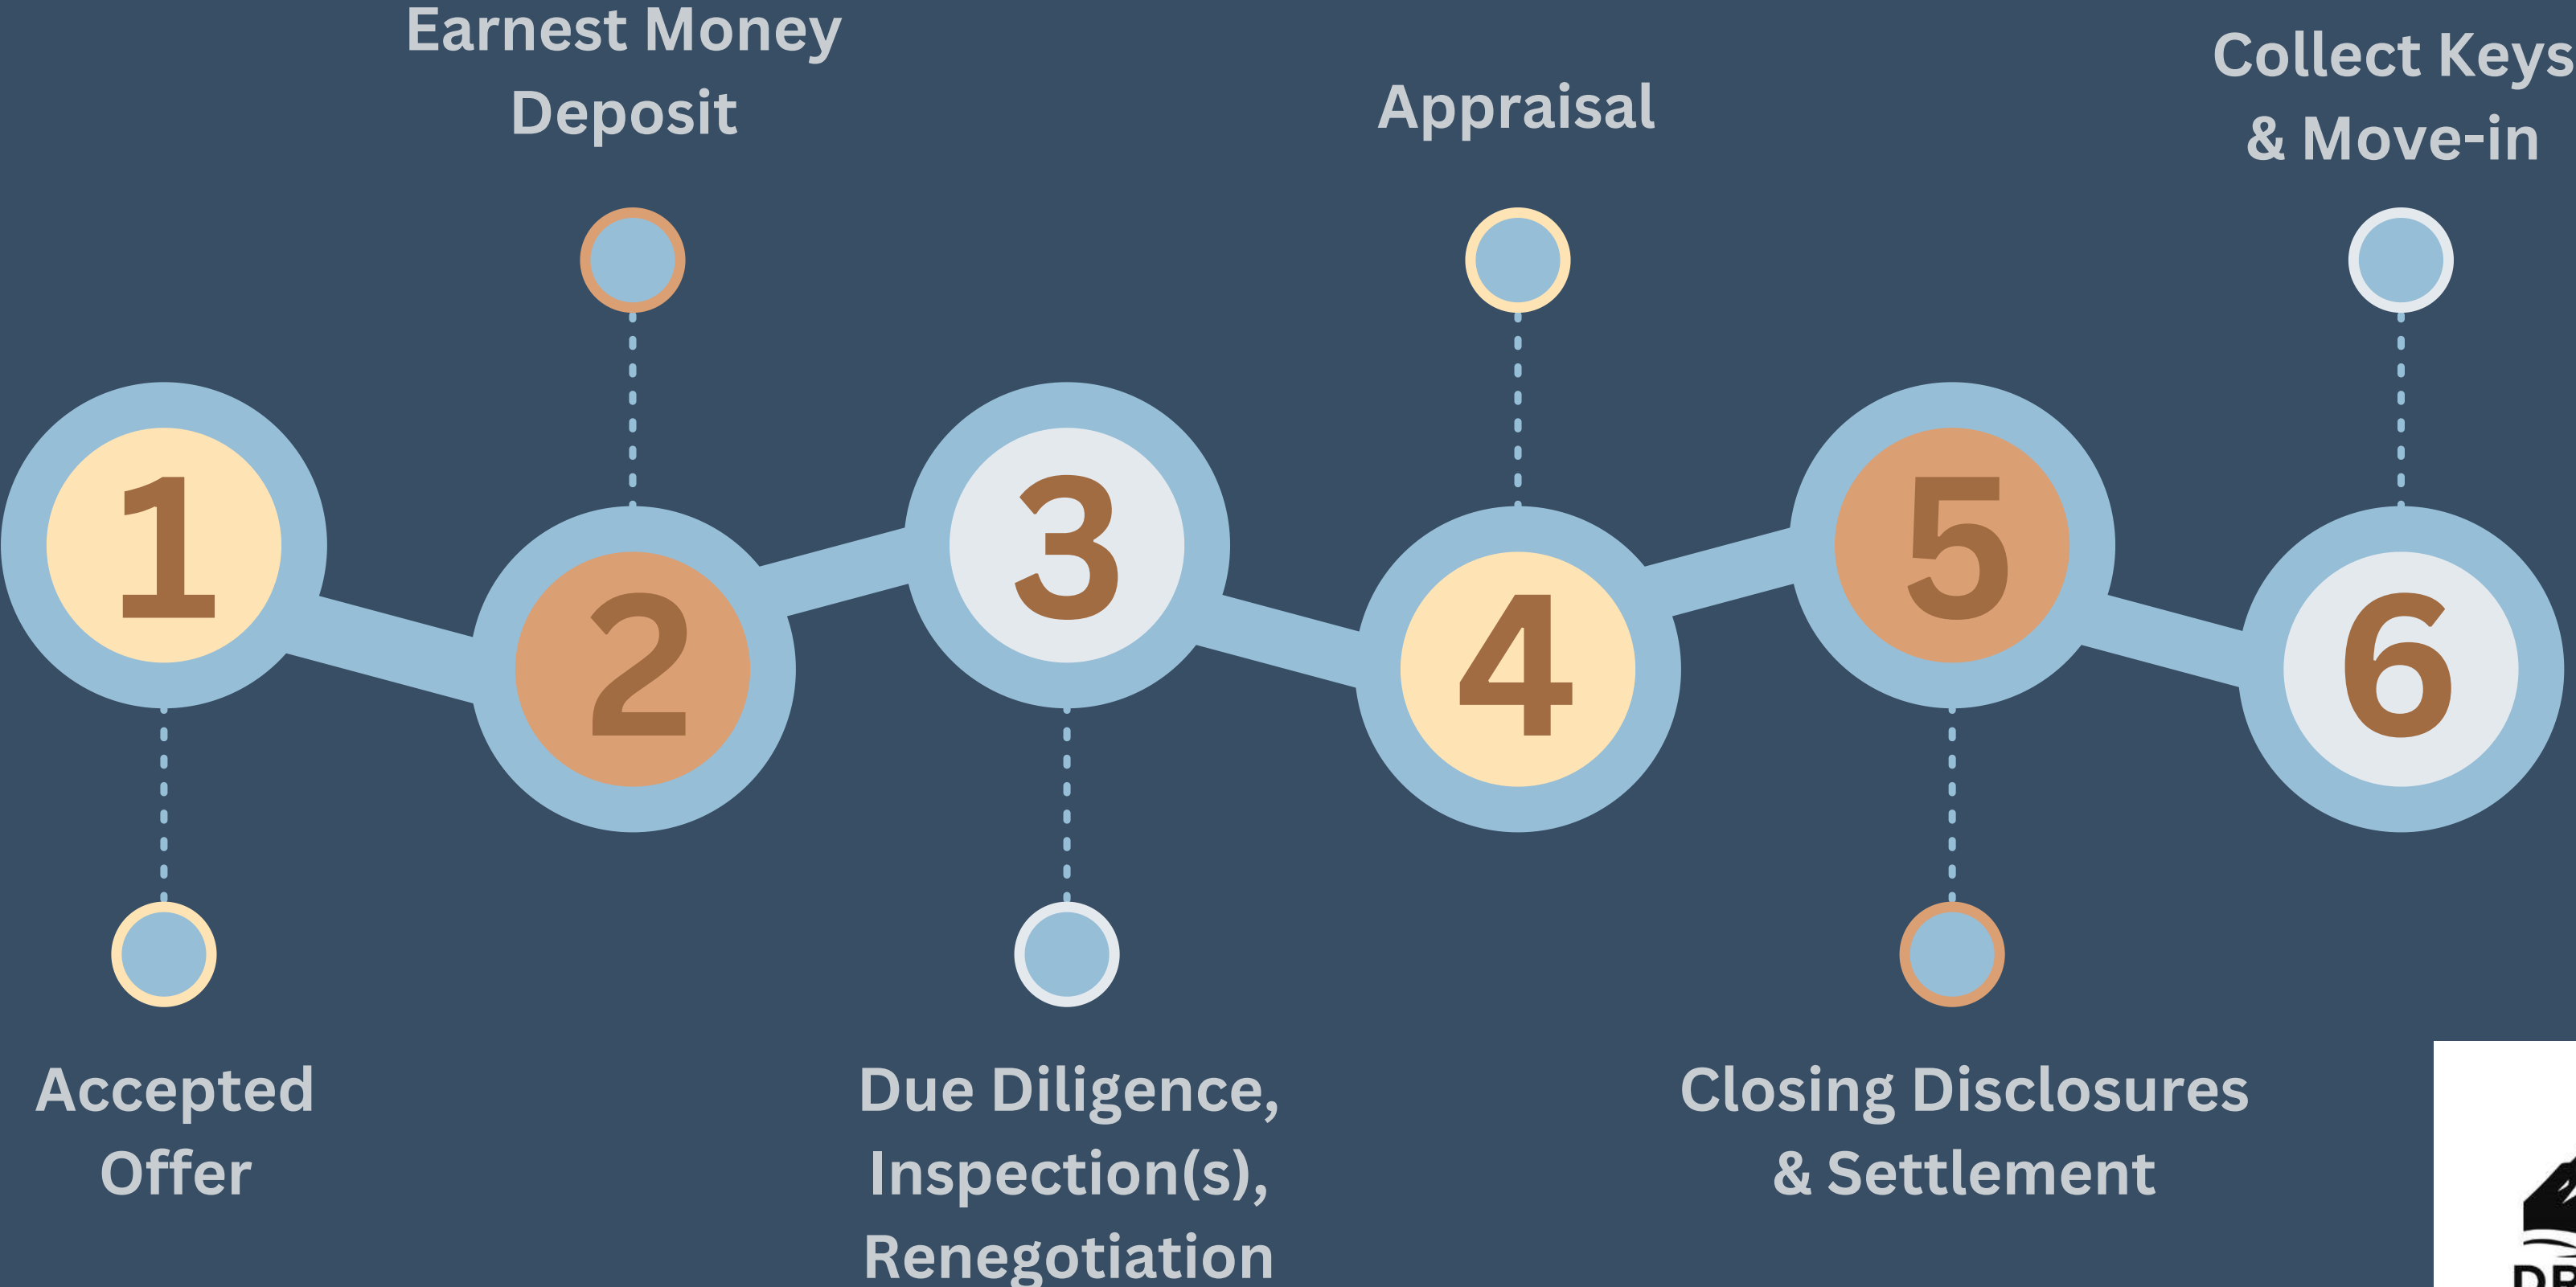 Earnest Money
Deposit
Appraisal
Collect Keys
& Move-in
1
2
3
4
5
6
Accepted
Offer
Due Diligence,
Inspection(s),
Renegotiation
Closing Disclosures
& Settlement